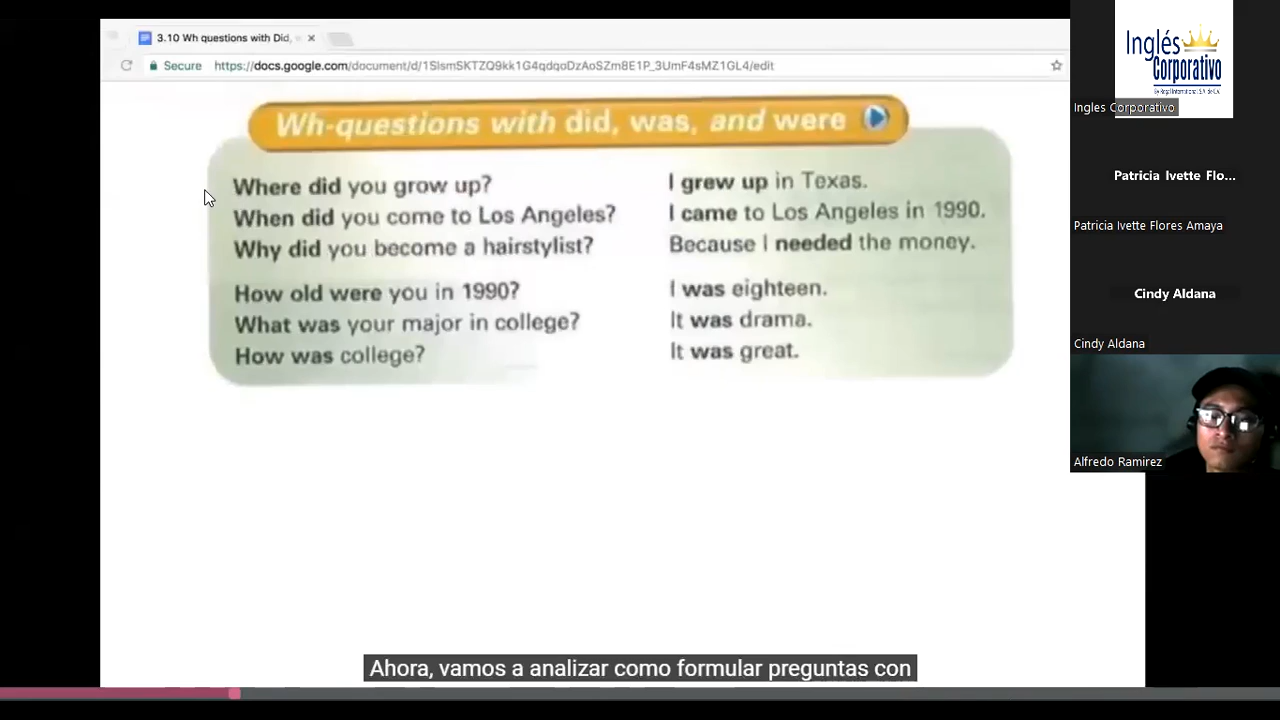 3.10 Wh questions with Did,
Secure
https://docs.google.com/document/d/1SlsmSKTZQ9kk1G4qdqoDzAoSZm8E1P_3UmF4sMZ1GL4/edit
Wh-questions with did, was, and were
Where did you grow up?
I grew up in Texas.
When did you come to Los Angeles?
I came to Los Angeles in 1990.
Why did you become a hairstylist?
Because I needed the money.
How old were you in 1990?
I was eighteen.
What was your major in college?
It was drama.
How was college?
It was great.
Ahora, vamos a analizar como formular preguntas con
Inglés
Corporativo
Ingles Corporativo
Patricia Ivette Flo...
Patricia Ivette Flores Amaya
Cindy Aldana
Cindy Aldana
Alfredo Ramirez